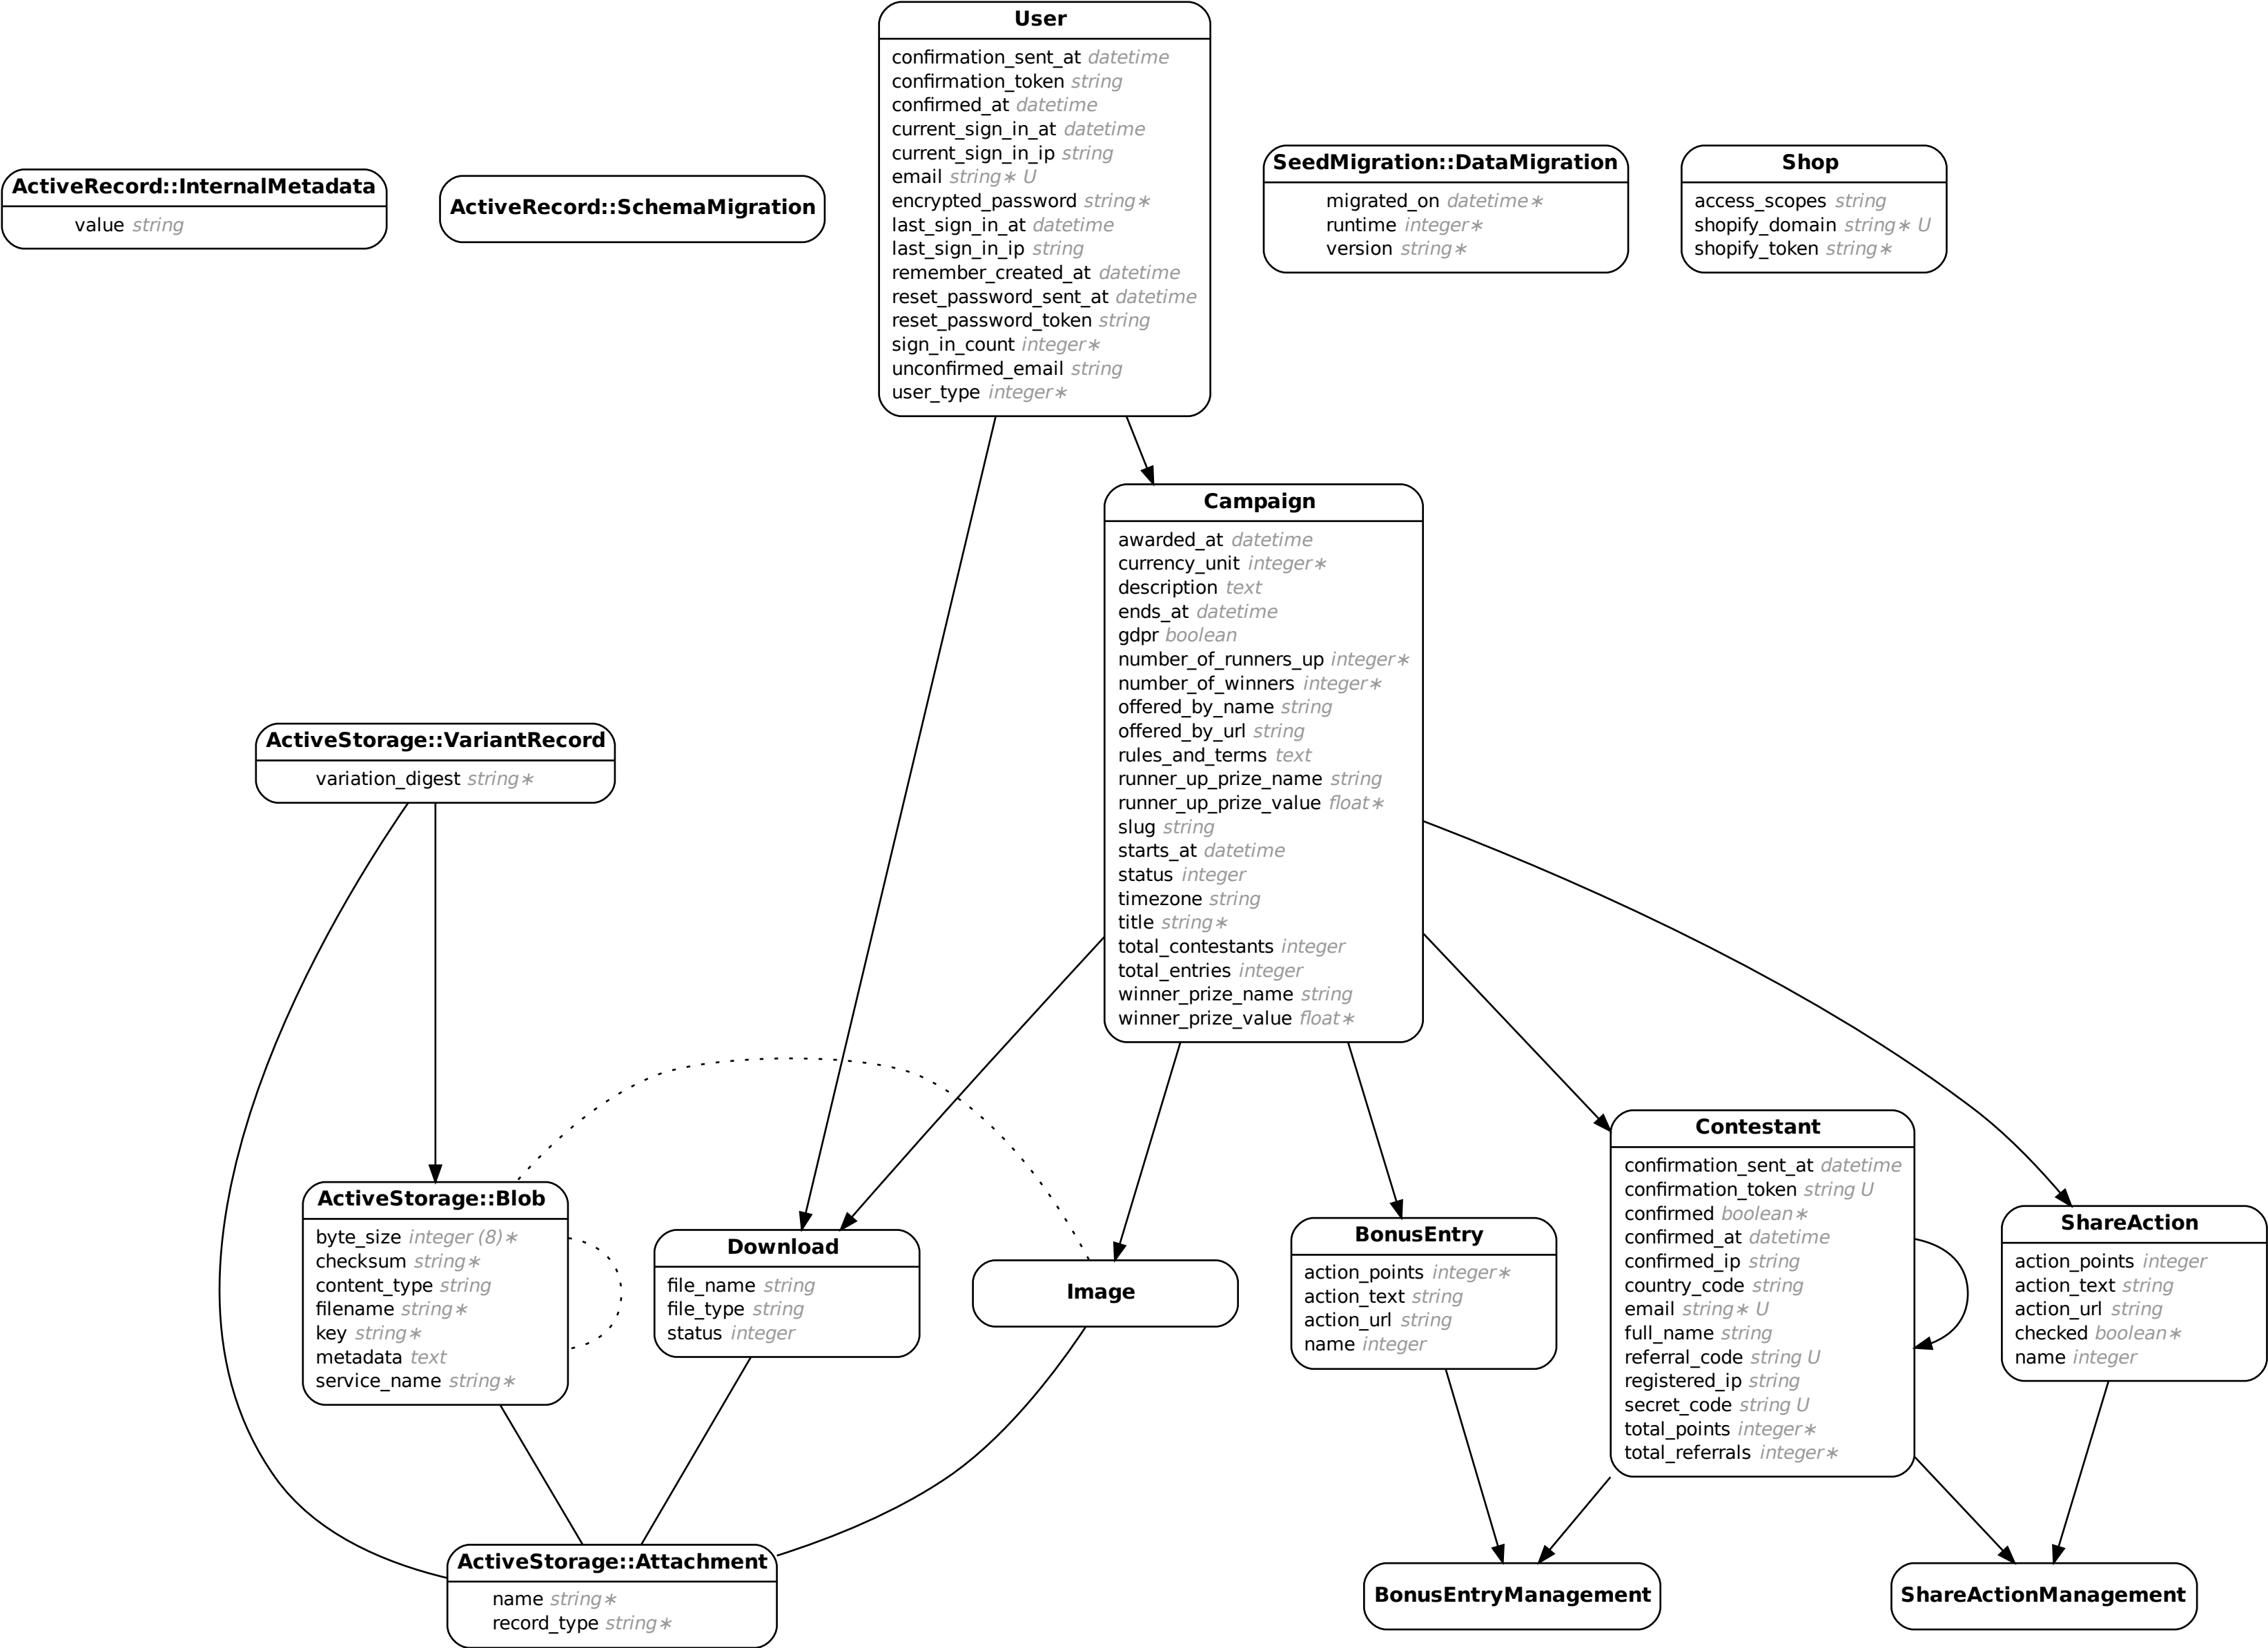 User
confirmation_sent_at datetime
confirmation_token string
confirmed_at datetime
current_sign_in_at datetime
current_sign_in_ip string
email string∗ U
encrypted_password string∗
last_sign_in_at datetime
last_sign_in_ip string
remember_created_at datetime
reset_password_sent_at datetime
reset_password_token string
sign_in_count integer∗
unconfirmed_email string
user_type integer∗
ActiveRecord::InternalMetadata
value string
ActiveRecord::SchemaMigration
SeedMigration::DataMigration
migrated_on datetime∗
runtime integer∗
version string∗
Shop
access_scopes string
shopify_domain string∗ U
shopify_token string∗
Campaign
awarded_at datetime
currency_unit integer∗
description text
ends_at datetime
gdpr boolean
number_of_runners_up integer∗
number_of_winners integer∗
offered_by_name string
offered_by_url string
rules_and_terms text
runner_up_prize_name string
runner_up_prize_value float∗
slug string
starts_at datetime
status integer
timezone string
title string∗
total_contestants integer
total_entries integer
winner_prize_name string
winner_prize_value float∗
ActiveStorage::VariantRecord
variation_digest string∗
ActiveStorage::Blob
byte_size integer (8)∗
checksum string∗
content_type string
filename string∗
key string∗
metadata text
service_name string∗
Download
file_name string
file_type string
status integer
Image
BonusEntry
action_points integer∗
action_text string
action_url string
name integer
Contestant
confirmation_sent_at datetime
confirmation_token string U
confirmed boolean∗
confirmed_at datetime
confirmed_ip string
country_code string
email string∗ U
full_name string
referral_code string U
registered_ip string
secret_code string U
total_points integer∗
total_referrals integer∗
ShareAction
action_points integer
action_text string
action_url string
checked boolean∗
name integer
ActiveStorage::Attachment
name string∗
record_type string∗
BonusEntryManagement
ShareActionManagement